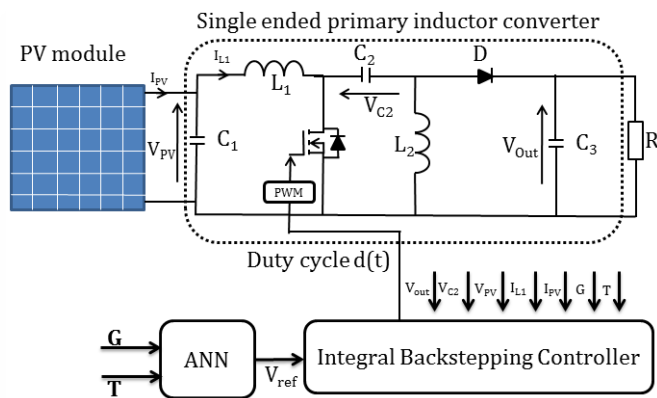 Single ended primary inductor converter
PV module
I_PV
I_L1
L_1
C_2
D
V_PV
C_1
V_C2
L_2
V_Out
C_3
R
PWM
Duty cycle d(t)
V_out V_C2 V_PV I_L1 I_PV G T
G
T
ANN
V_ref
Integral Backstepping Controller